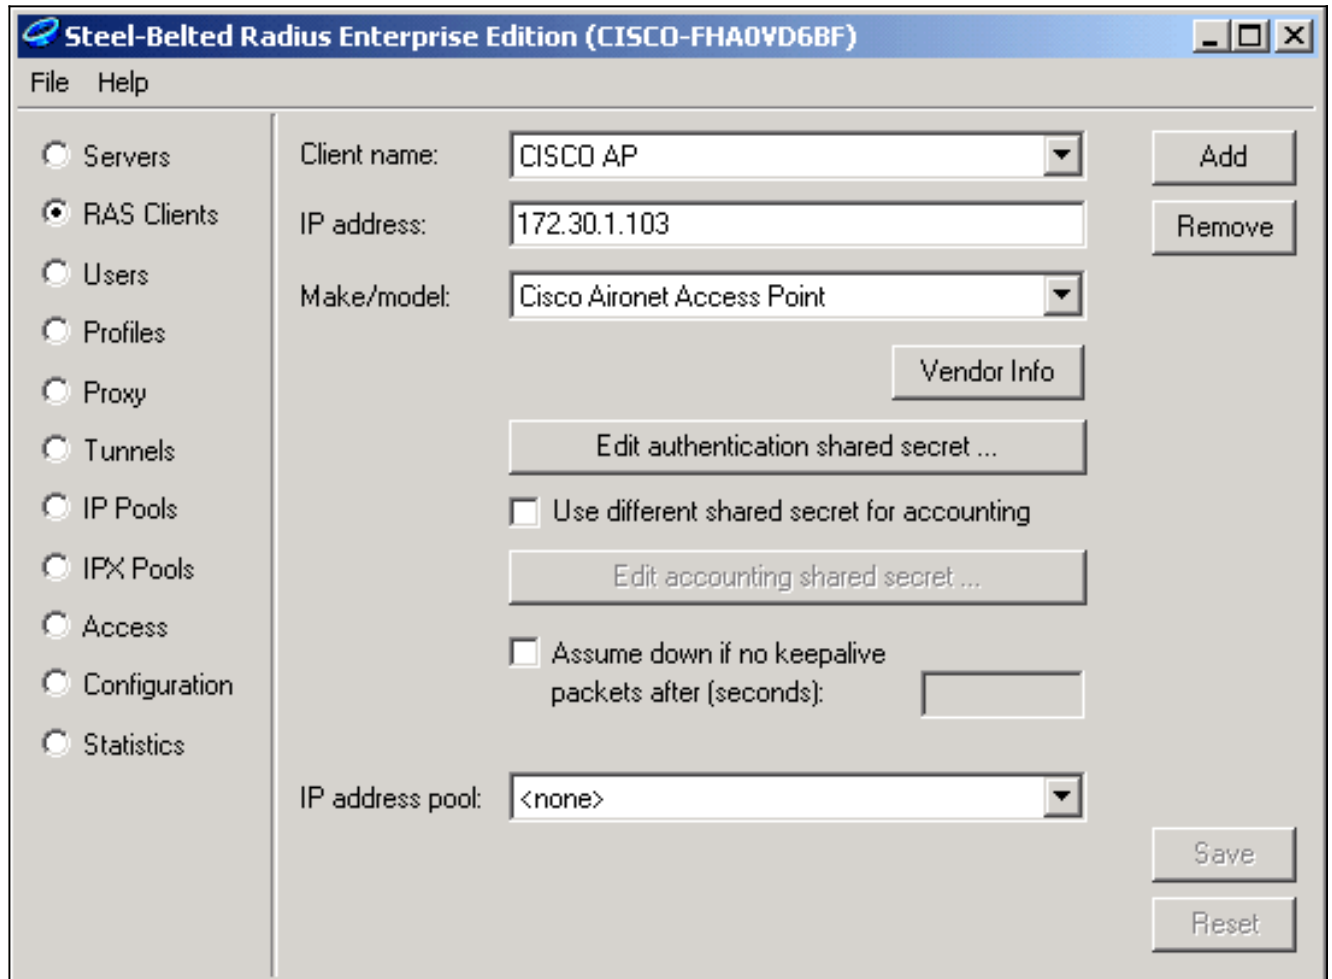 Steel-Belted Radius Enterprise Edition (CISCO-FHA0VD6BF)
File Help
Servers
RAS Clients
Users
Profiles
Proxy
Tunnels
IP Pools
IPX Pools
Access
Configuration
Statistics
Client name: CISCO AP
IP address: 172.30.1.103
Make/model: Cisco Aironet Access Point
Vendor Info
Edit authentication shared secret ...
Use different shared secret for accounting
Edit accounting shared secret ...
Assume down if no keepalive
packets after (seconds):
IP address pool: <none>
Add
Remove
Save
Reset